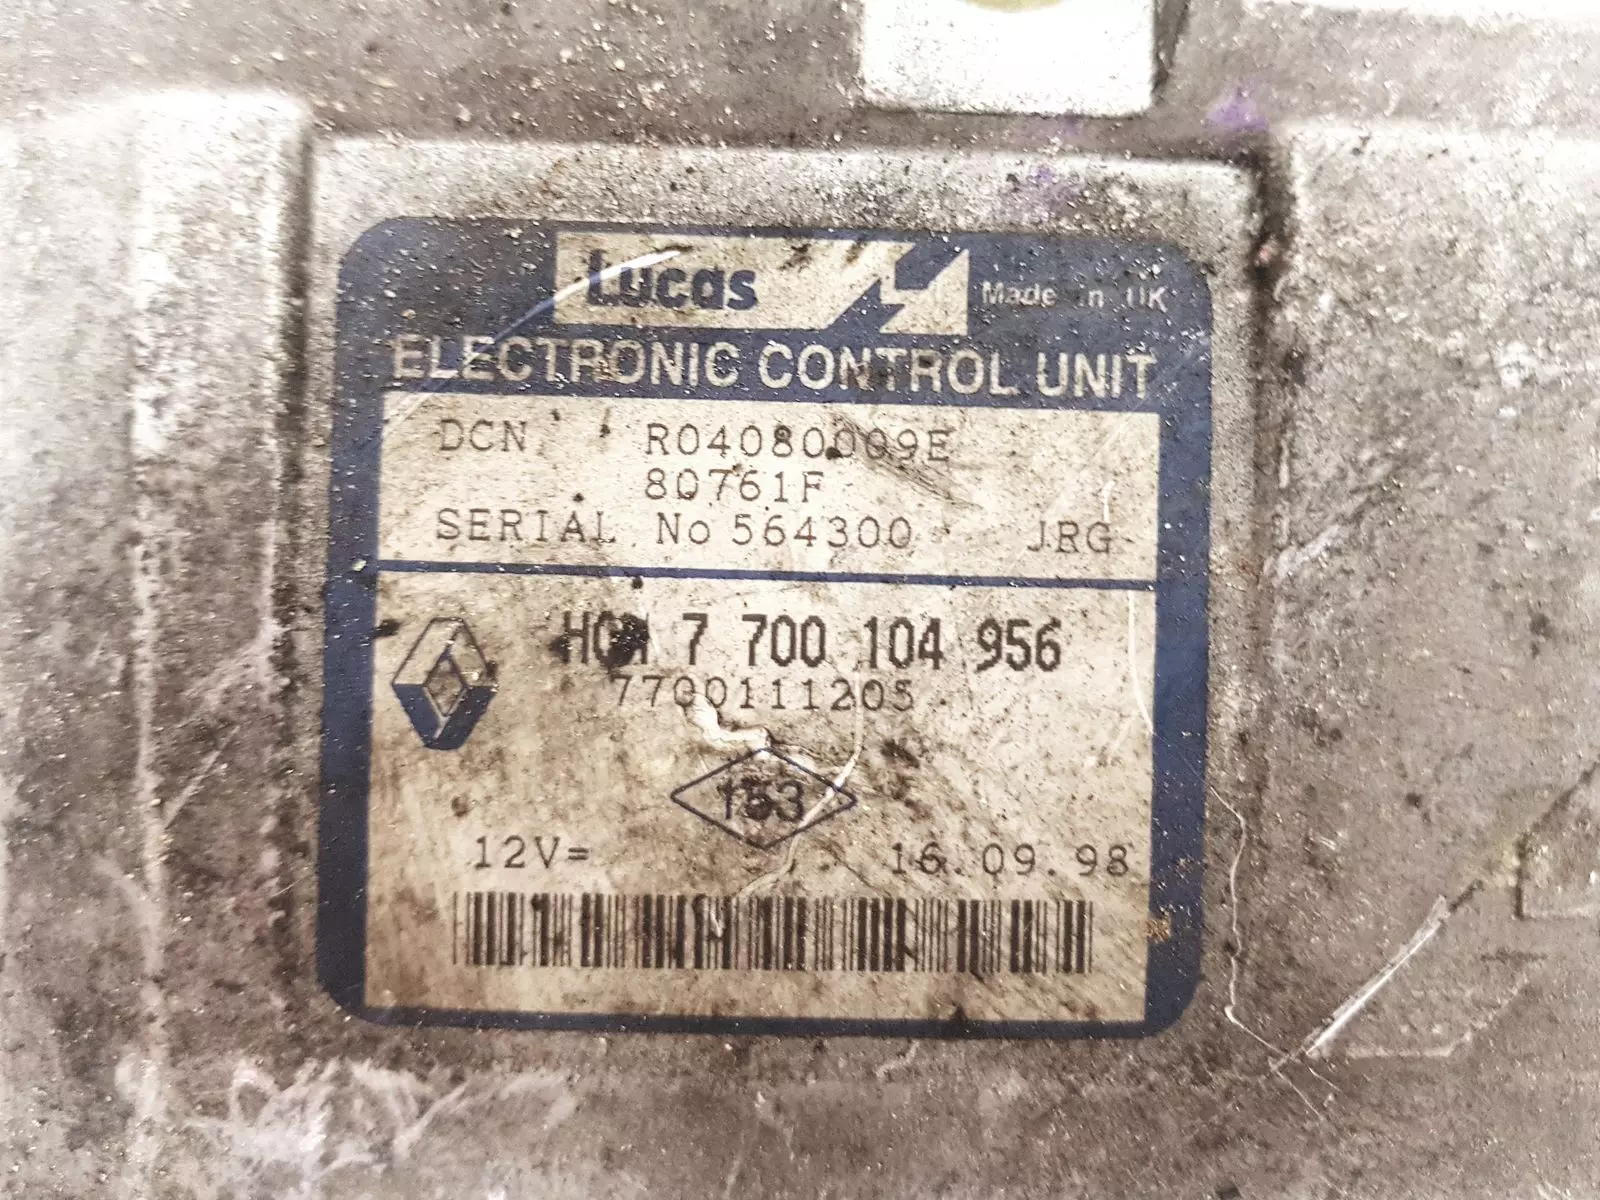 Lucas
Made in UK
ELECTRONIC CONTROL UNIT
DCN R04080009E
80761F
SERIAL No 564300 JRG
HOM 7 700 104 956
7700111205
153
12V=
16.09.98